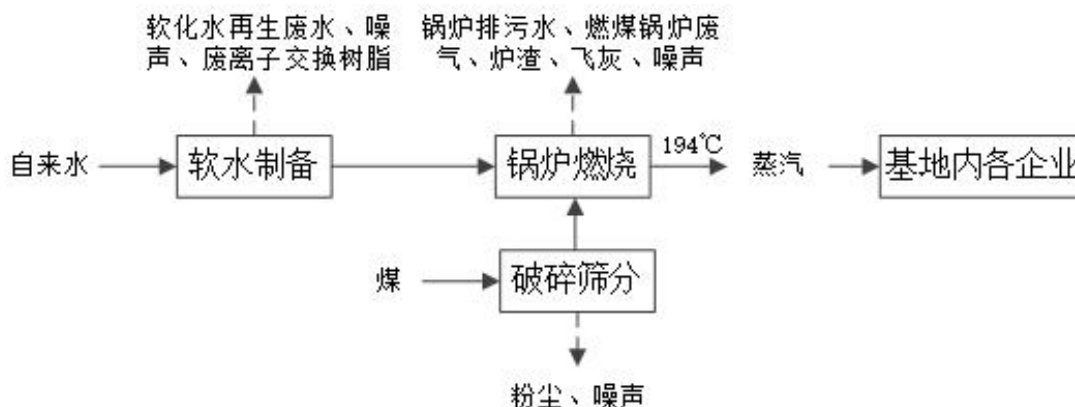 软化水再生废水、噪
声、废离子交换树脂
锅炉排污水、燃煤锅炉废
气、炉渣、飞灰、噪声
自来水
软水制备
锅炉燃烧
194℃
蒸汽
基地内各企业
煤
破碎筛分
粉尘、噪声